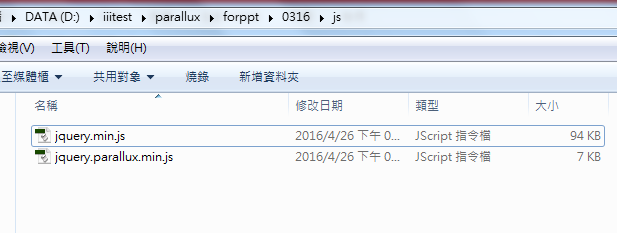 DATA (D:) ▸ iiitest ▸ parallux ▸ forppt ▸ 0316 ▸ js
檢視(V) 工具(T) 說明(H)
至媒體櫃 ▼ 共用對象 ▼ 燒錄 新增資料夾
名稱 修改日期 類型 大小
jquery.min.js 2016/4/26 下午 0... JScript 指令檔 94 KB
jquery.parallux.min.js 2016/4/26 下午 0... JScript 指令檔 7 KB